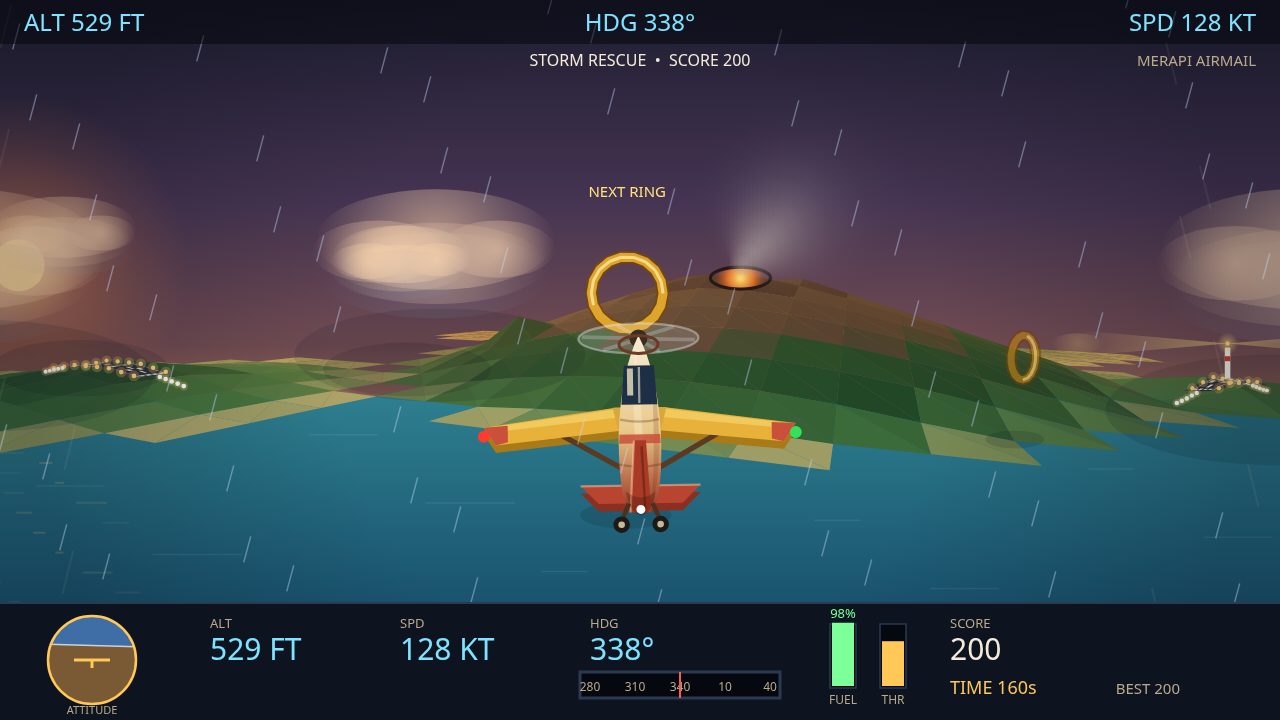 ALT 529 FT
HDG 338°
SPD 128 KT
STORM RESCUE • SCORE 200
MERAPI AIRMAIL
NEXT RING
ATTITUDE
ALT
529 FT
SPD
128 KT
HDG
338°
280 310 340 10 40
98%
FUEL
THR
SCORE
200
TIME 160s
BEST 200